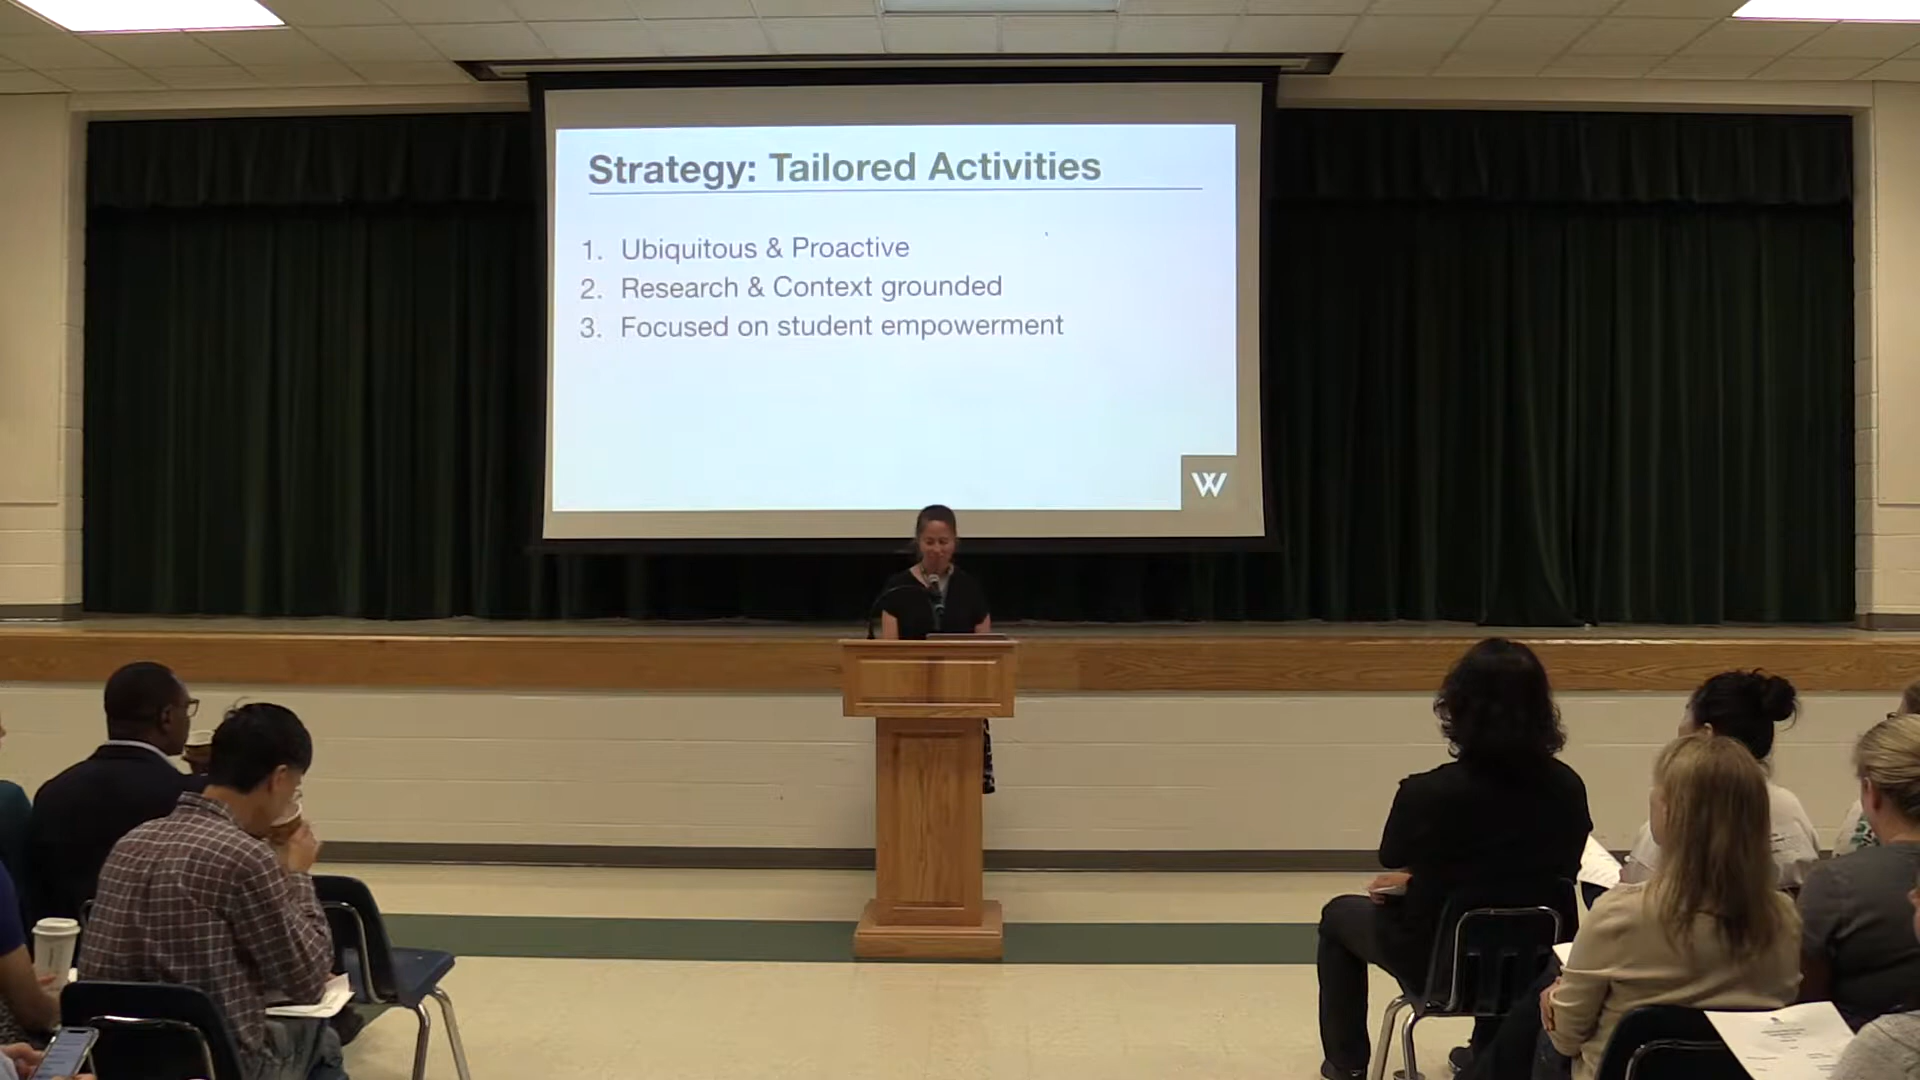 Strategy: Tailored Activities
1. Ubiquitous & Proactive
2. Research & Context grounded
3. Focused on student empowerment
W